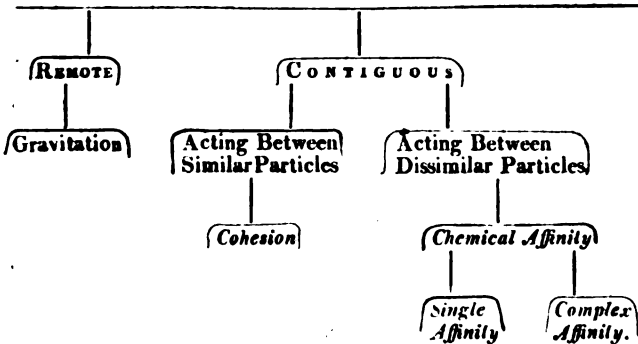 REMOTE
CONTIGUOUS
Gravitation
Acting Between
Similar Particles
Acting Between
Dissimilar Particles
Cohesion
Chemical Affinity
Single
Affinity
Complex
Affinity.